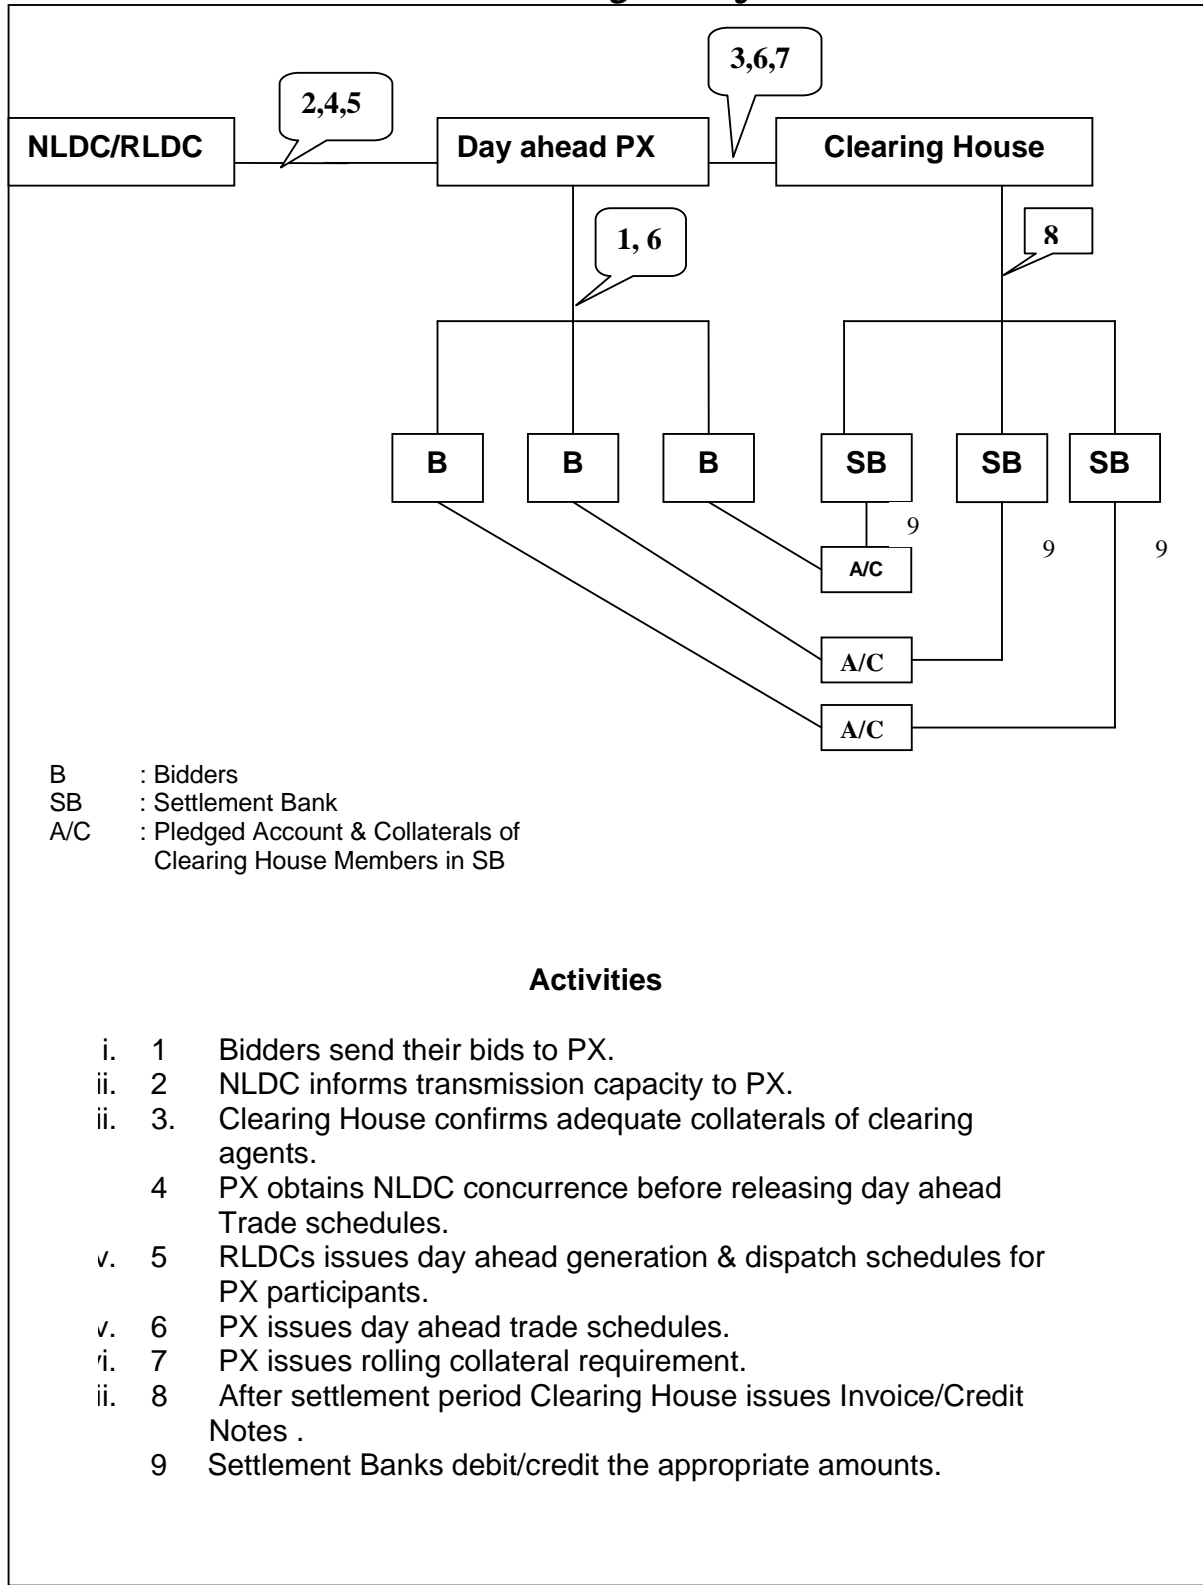 3,6,7
2,4,5
NLDC/RLDC
Day ahead PX
Clearing House
1, 6
8
B
B
B
SB
SB
SB
9
9
9
A/C
A/C
A/C
B : Bidders
SB : Settlement Bank
A/C : Pledged Account & Collaterals of
Clearing House Members in SB
Activities
i. 1 Bidders send their bids to PX.
ii. 2 NLDC informs transmission capacity to PX.
ii. 3. Clearing House confirms adequate collaterals of clearing
agents.
4 PX obtains NLDC concurrence before releasing day ahead
Trade schedules.
v. 5 RLDCs issues day ahead generation & dispatch schedules for
PX participants.
v. 6 PX issues day ahead trade schedules.
vi. 7 PX issues rolling collateral requirement.
ii. 8 After settlement period Clearing House issues Invoice/Credit
Notes .
9 Settlement Banks debit/credit the appropriate amounts.